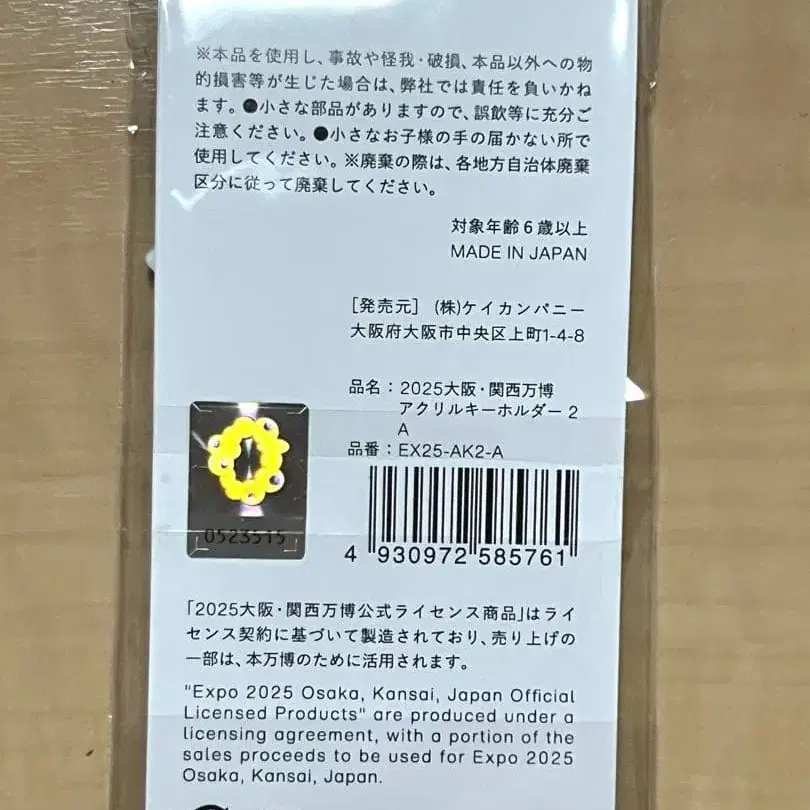 ※本品を使用し、事故や怪我・破損、本品以外への物
的損害等が生じた場合は、弊社では責任を負いかね
ます。●小さな部品がありますので、誤飲等に充分ご
注意ください。●小さなお子様の手の届かない所で
使用してください。※廃棄の際は、各地方自治体廃棄
区分に従って廃棄してください。
対象年齢6歳以上
MADE IN JAPAN
［発売元］ (株)ケイカンパニー
大阪府大阪市中央区上町1-4-8
品名：2025大阪・関西万博
アクリルキーホルダー2
A
品番：EX25-AK2-A
0523515
4 930972 585761
「2025大阪・関西万博公式ライセンス商品」はライ
センス契約に基づいて製造されており、売り上げの
一部は、本万博のために活用されます。
"Expo 2025 Osaka, Kansai, Japan Official
Licensed Products" are produced under a
licensing agreement, with a portion of the
sales proceeds to be used for Expo 2025
Osaka, Kansai, Japan.